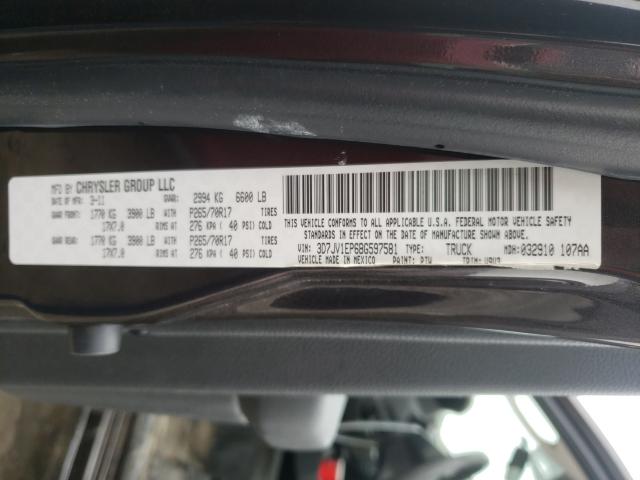 MFD BY CHRYSLER GROUP LLC
DATE OF MFR 3-11 GVWR: 2994 KG 6600 LB
GAWR FRONT: 1770 KG 3900 LB WITH P265/70R17 TIRES
17X7.0 RIMS AT 276 KPA ( 40 PSI) COLD
GAWR REAR: 1770 KG 3900 LB WITH P265/70R17 TIRES
17X7.0 RIMS AT 276 KPA ( 40 PSI) COLD
THIS VEHICLE CONFORMS TO ALL APPLICABLE U.S.A. FEDERAL MOTOR VEHICLE SAFETY
STANDARDS IN EFFECT ON THE DATE OF MANUFACTURE SHOWN ABOVE.
VIN: 3D7JV1EP6BG597581 TYPE: TRUCK MDH: 032910 107AA
VEHICLE MADE IN MEXICO PAINT: PTW TRIM: